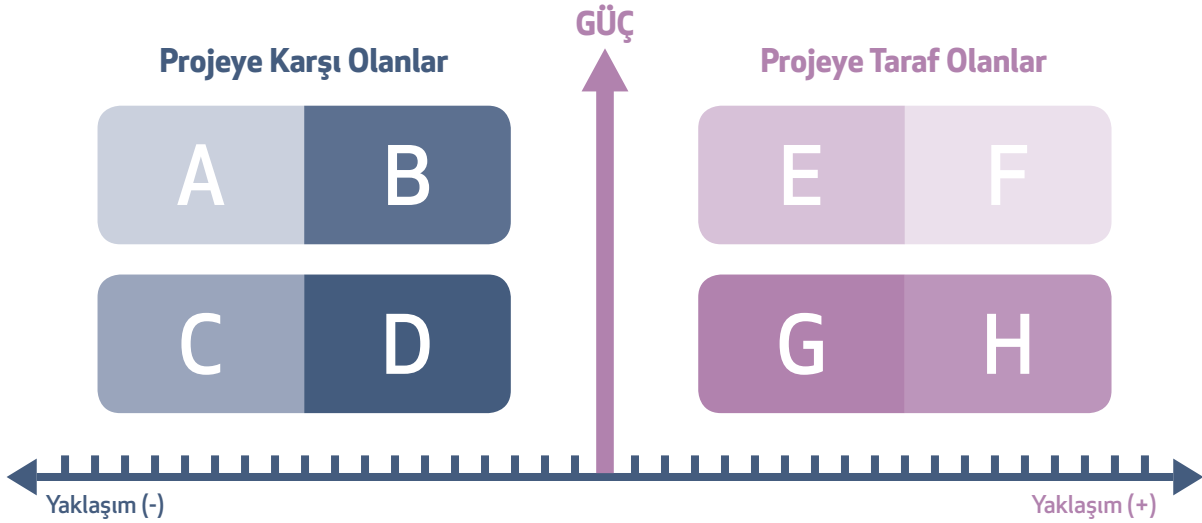 GÜÇ
Projeye Karşı Olanlar
Projeye Taraf Olanlar
A B
E F
C D
G H
Yaklaşım (-)
Yaklaşım (+)